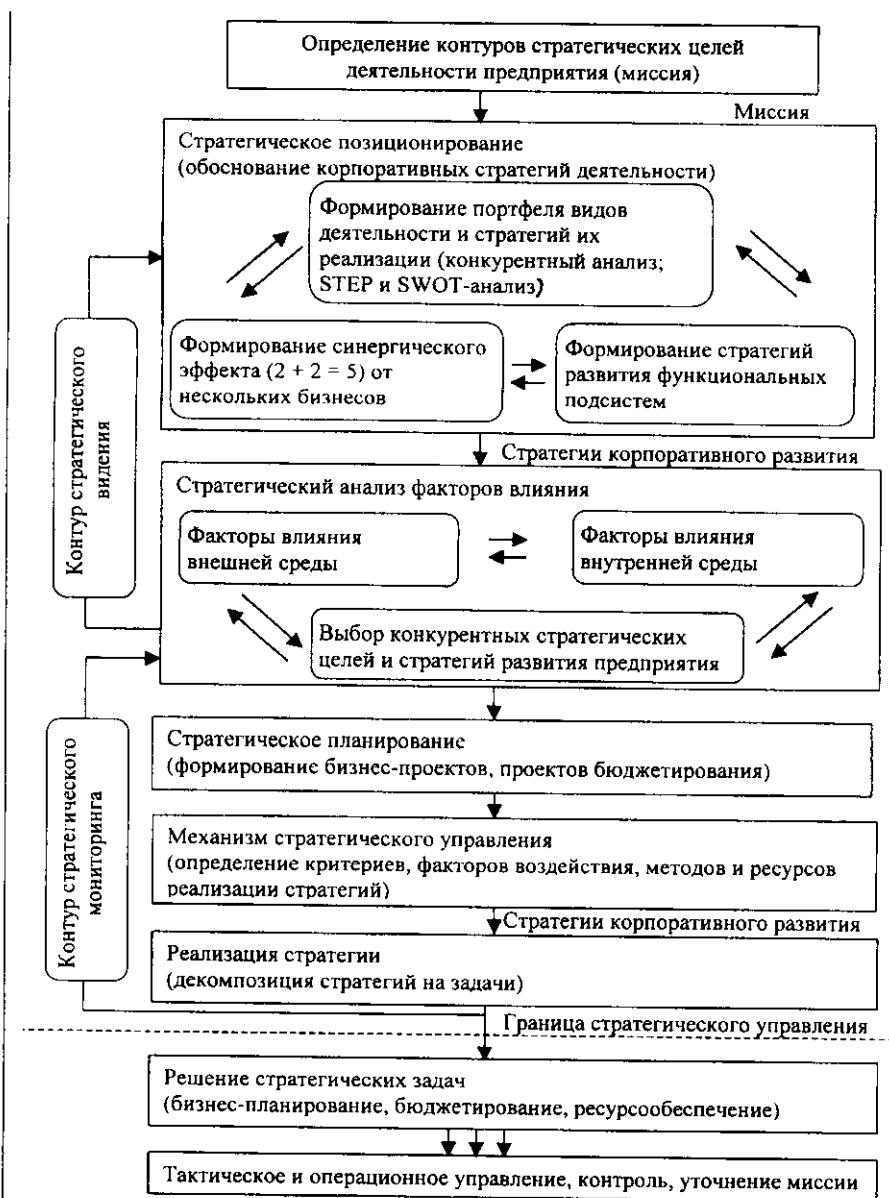 Определение контуров стратегических целей
деятельности предприятия (миссия)
Миссия
Стратегическое позиционирование
(обоснование корпоративных стратегий деятельности)
Формирование портфеля видов
деятельности и стратегий их
реализации (конкурентный анализ;
STEP и SWOT-анализ)
Формирование синергического
эффекта (2 + 2 = 5) от
нескольких бизнесов
Формирование стратегий
развития функциональных
подсистем
Контур стратегического
видения
Стратегии корпоративного развития
Стратегический анализ факторов влияния
Факторы влияния
внешней среды
Факторы влияния
внутренней среды
Выбор конкурентных стратегических
целей и стратегий развития предприятия
Контур стратегического
мониторинга
Стратегическое планирование
(формирование бизнес-проектов, проектов бюджетирования)
Механизм стратегического управления
(определение критериев, факторов воздействия, методов и ресурсов
реализации стратегий)
Стратегии корпоративного развития
Реализация стратегии
(декомпозиция стратегий на задачи)
Граница стратегического управления
Решение стратегических задач
(бизнес-планирование, бюджетирование, ресурсообеспечение)
Тактическое и операционное управление, контроль, уточнение миссии